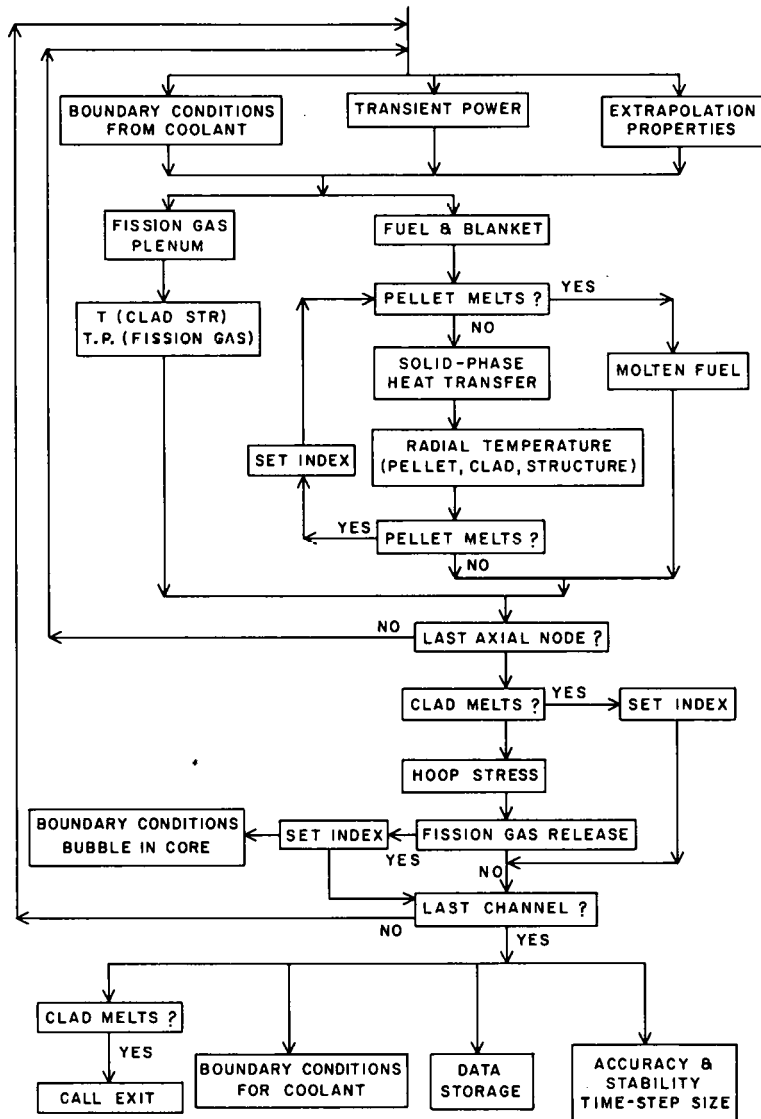 BOUNDARY CONDITIONS
FROM COOLANT
TRANSIENT POWER
EXTRAPOLATION
PROPERTIES
FISSION GAS
PLENUM
FUEL & BLANKET
T (CLAD STR)
T.P. (FISSION GAS)
PELLET MELTS ?
YES
NO
SOLID-PHASE
HEAT TRANSFER
MOLTEN FUEL
SET INDEX
RADIAL TEMPERATURE
(PELLET, CLAD, STRUCTURE)
YES
PELLET MELTS ?
NO
NO
LAST AXIAL NODE ?
CLAD MELTS ?
YES
SET INDEX
HOOP STRESS
BOUNDARY CONDITIONS
BUBBLE IN CORE
SET INDEX
YES
FISSION GAS RELEASE
NO
LAST CHANNEL ?
NO
YES
CLAD MELTS ?
YES
CALL EXIT
BOUNDARY CONDITIONS
FOR COOLANT
DATA
STORAGE
ACCURACY &
STABILITY
TIME-STEP SIZE